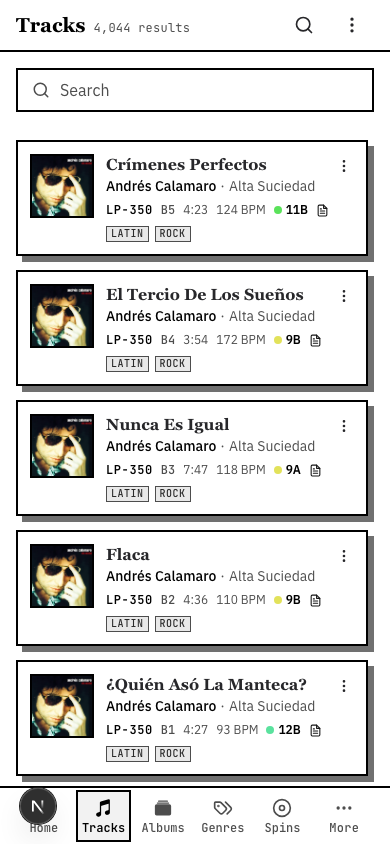 Tracks 4,044 results
Search
Crímenes Perfectos
Andrés Calamaro · Alta Suciedad
LP-350 B5 4:23 124 BPM 11B
LATIN ROCK
El Tercio De Los Sueños
Andrés Calamaro · Alta Suciedad
LP-350 B4 3:54 172 BPM 9B
LATIN ROCK
Nunca Es Igual
Andrés Calamaro · Alta Suciedad
LP-350 B3 7:47 118 BPM 9A
LATIN ROCK
Flaca
Andrés Calamaro · Alta Suciedad
LP-350 B2 4:36 110 BPM 9B
LATIN ROCK
¿Quién Asó La Manteca?
Andrés Calamaro · Alta Suciedad
LP-350 B1 4:27 93 BPM 12B
LATIN ROCK
N
Home Tracks Albums Genres Spins More